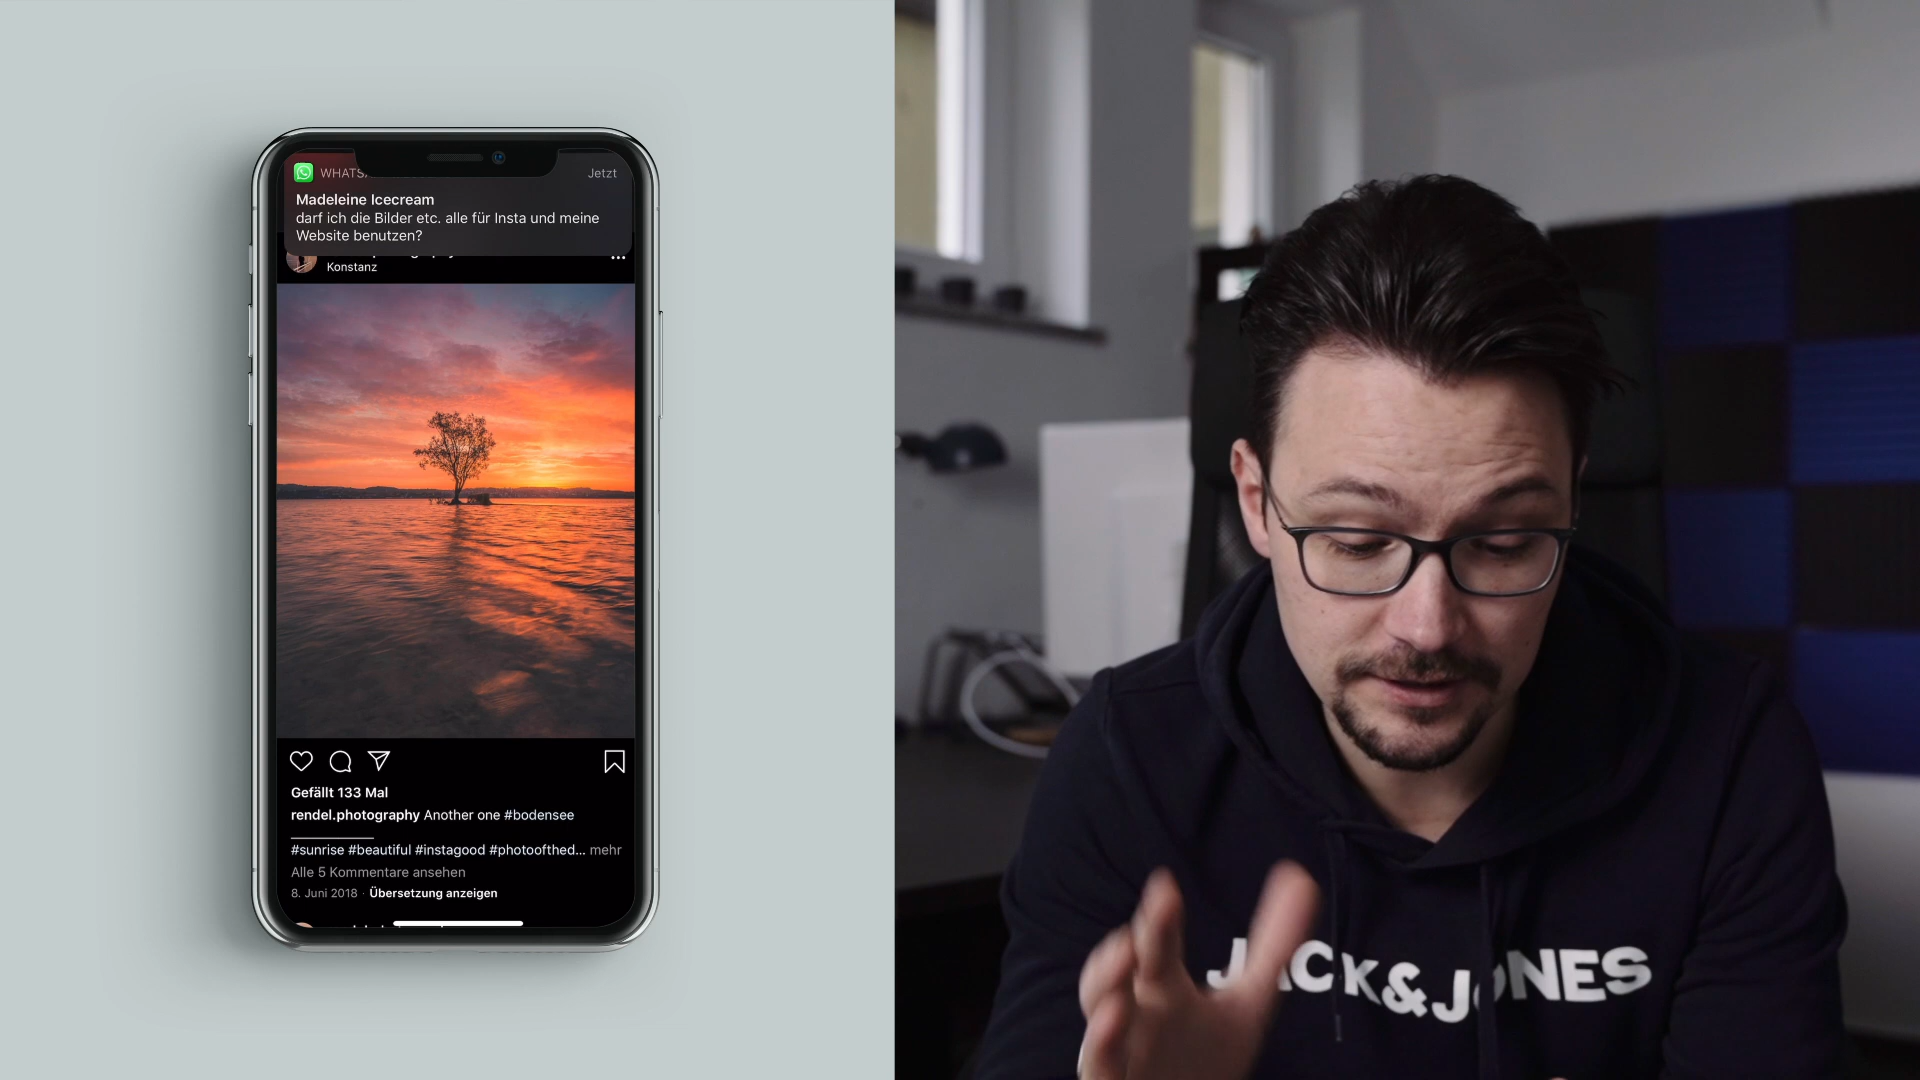 Jetzt
Madeleine Icecream
darf ich die Bilder etc. alle für Insta und meine
Website benutzen?
Konstanz
Gefällt 133 Mal
rendel.photography Another one #bodensee
#sunrise #beautiful #instagood #photoofthed... mehr
Alle 5 Kommentare ansehen
8. Juni 2018 · Übersetzung anzeigen
JACK&JONES